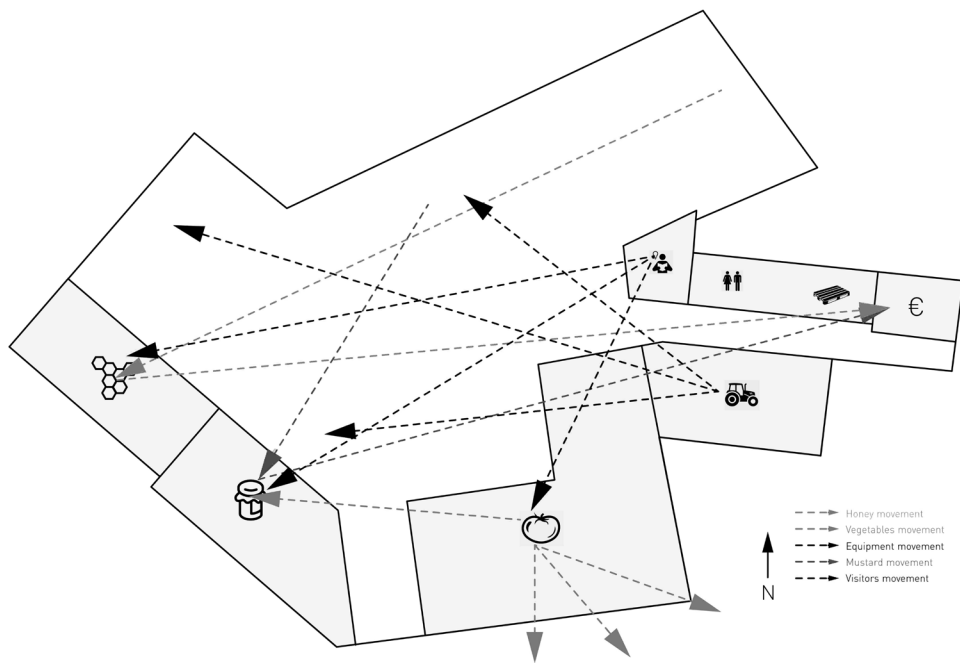 €
Honey movement
Vegetables movement
Equipment movement
Mustard movement
Visitors movement
N